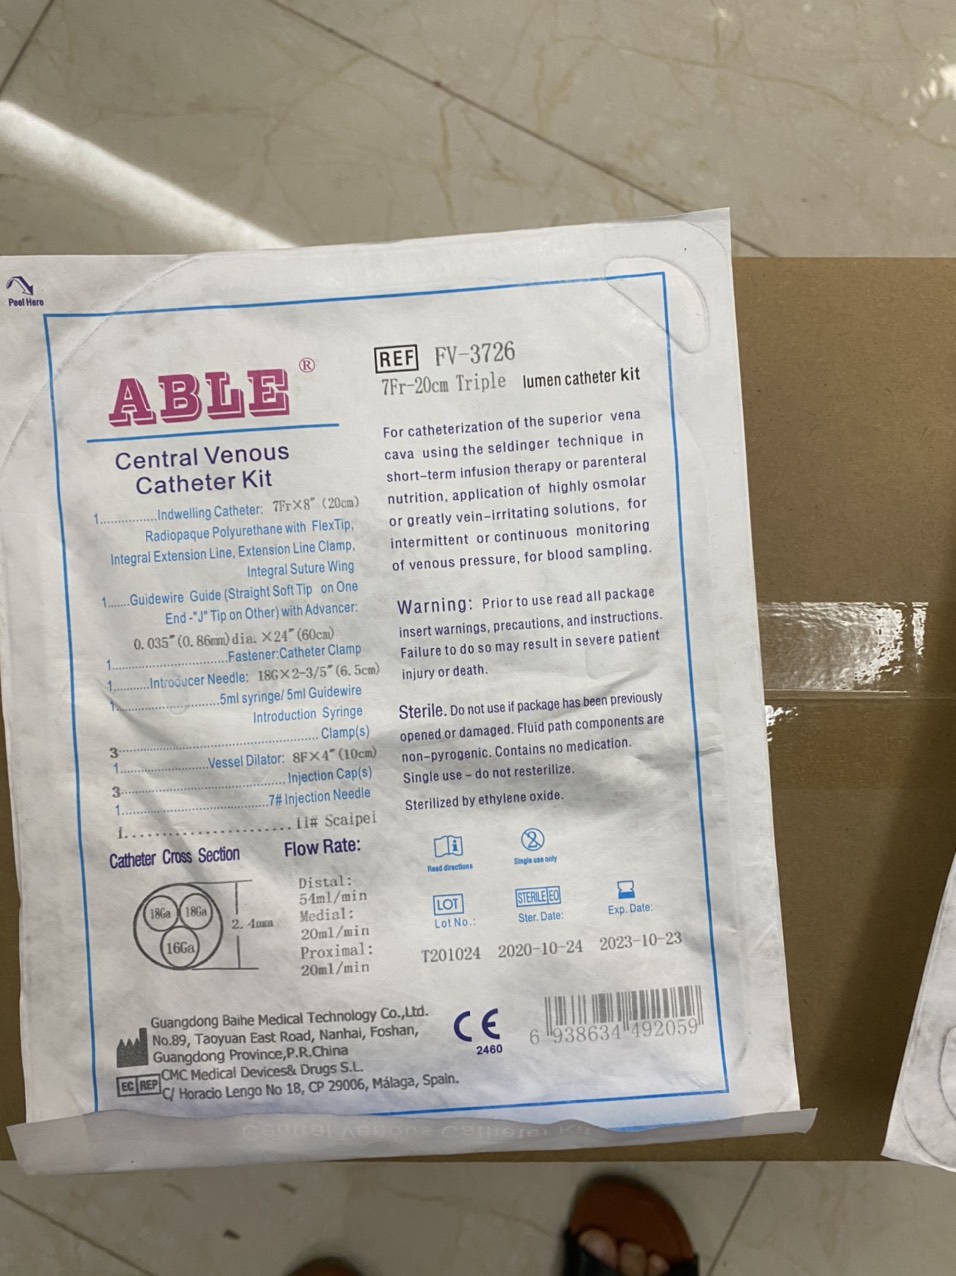 Peel Here
ABLE®
Central Venous
Catheter Kit
1...............Indwelling Catheter: 7Fr×8″ (20cm)
Radiopaque Polyurethane with FlexTip,
Integral Extension Line, Extension Line Clamp,
Integral Suture Wing
1.......Guidewire Guide (Straight Soft Tip on One
End -"J" Tip on Other) with Advancer:
0.035″(0.86mm)dia.×24″(60cm)
1..............................Fastener:Catheter Clamp
1...........Introducer Needle: 18G×2-3/5″(6.5cm)
1...........................5ml syringe/ 5ml Guidewire
Introduction Syringe
3.....................................................Clamp(s)
1.......................Vessel Dilator: 8F×4″(10cm)
3...........................................Injection Cap(s)
1.......................................7# Injection Needle
1...........................11# Scaipei
Catheter Cross Section
Flow Rate:
18Ga 18Ga
16Ga
2.4mm
Distal:
54ml/min
Medial:
20ml/min
Proximal:
20ml/min
REF FV-3726
7Fr-20cm Triple lumen catheter kit
For catheterization of the superior vena
cava using the seldinger technique in
short-term infusion therapy or parenteral
nutrition, application of highly osmolar
or greatly vein-irritating solutions, for
intermittent or continuous monitoring
of venous pressure, for blood sampling.
Warning: Prior to use read all package
insert warnings, precautions, and instructions.
Failure to do so may result in severe patient
injury or death.
Sterile. Do not use if package has been previously
opened or damaged. Fluid path components are
non-pyrogenic. Contains no medication.
Single use - do not resterilize.
Sterilized by ethylene oxide.
Read directions
2
Single use only
LOT
STERILE EO
Lot No.:
Ster. Date:
Exp. Date:
T201024 2020-10-24 2023-10-23
Guangdong Baihe Medical Technology Co.,Ltd.
No.89, Taoyuan East Road, Nanhai, Foshan,
Guangdong Province,P.R.China
EC REP CMC Medical Devices& Drugs S.L.
C/ Horacio Lengo No 18, CP 29006, Málaga, Spain.
CE
2460
6 938634 492059
Central Venous Catheter Kit